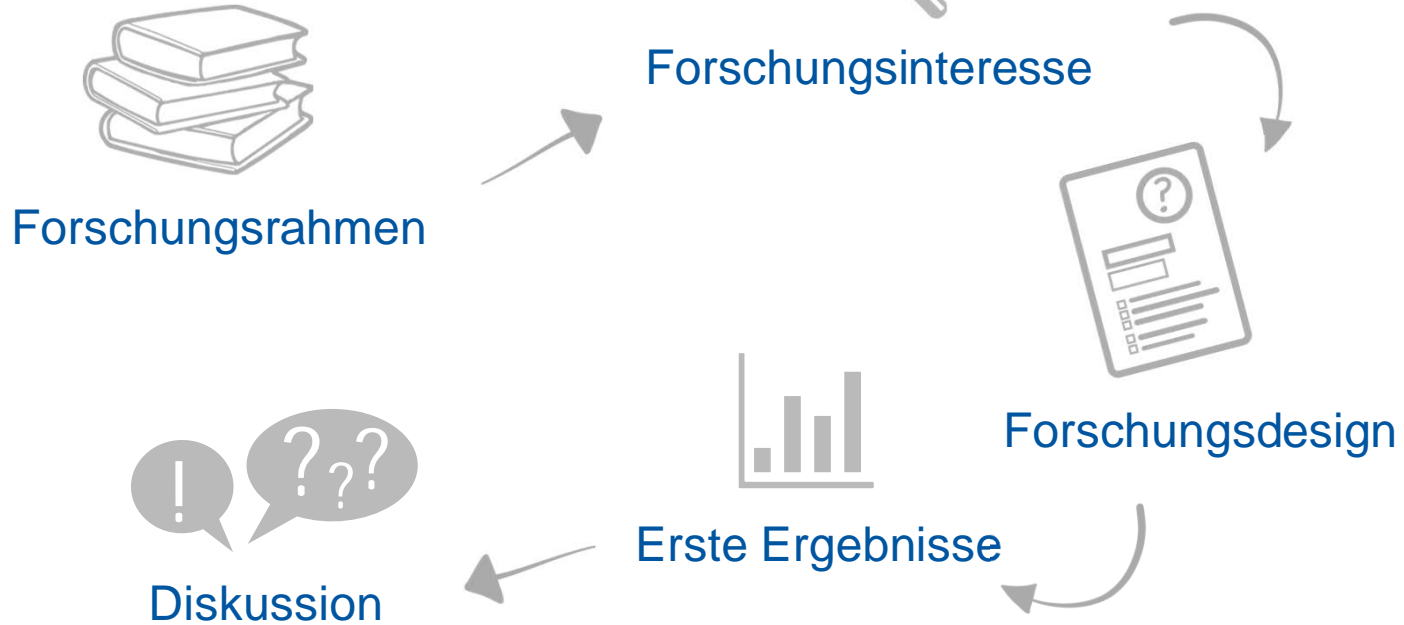 Forschungsinteresse
Forschungsrahmen
?
Forschungsdesign
! ? ? ?
Erste Ergebnisse
Diskussion